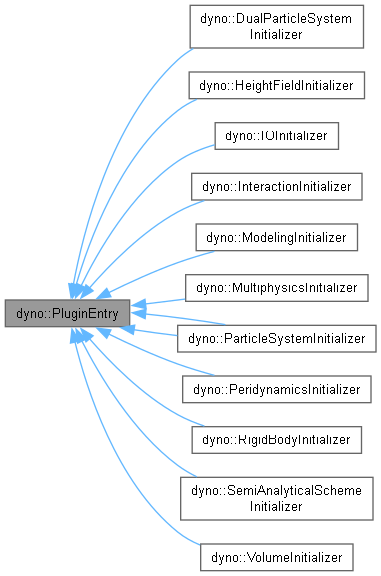 dyno::DualParticleSystem
Initializer
dyno::HeightFieldInitializer
dyno::IOInitializer
dyno::InteractionInitializer
dyno::ModelingInitializer
dyno::MultiphysicsInitializer
dyno::PluginEntry
dyno::ParticleSystemInitializer
dyno::PeridynamicsInitializer
dyno::RigidBodyInitializer
dyno::SemiAnalyticalScheme
Initializer
dyno::VolumeInitializer